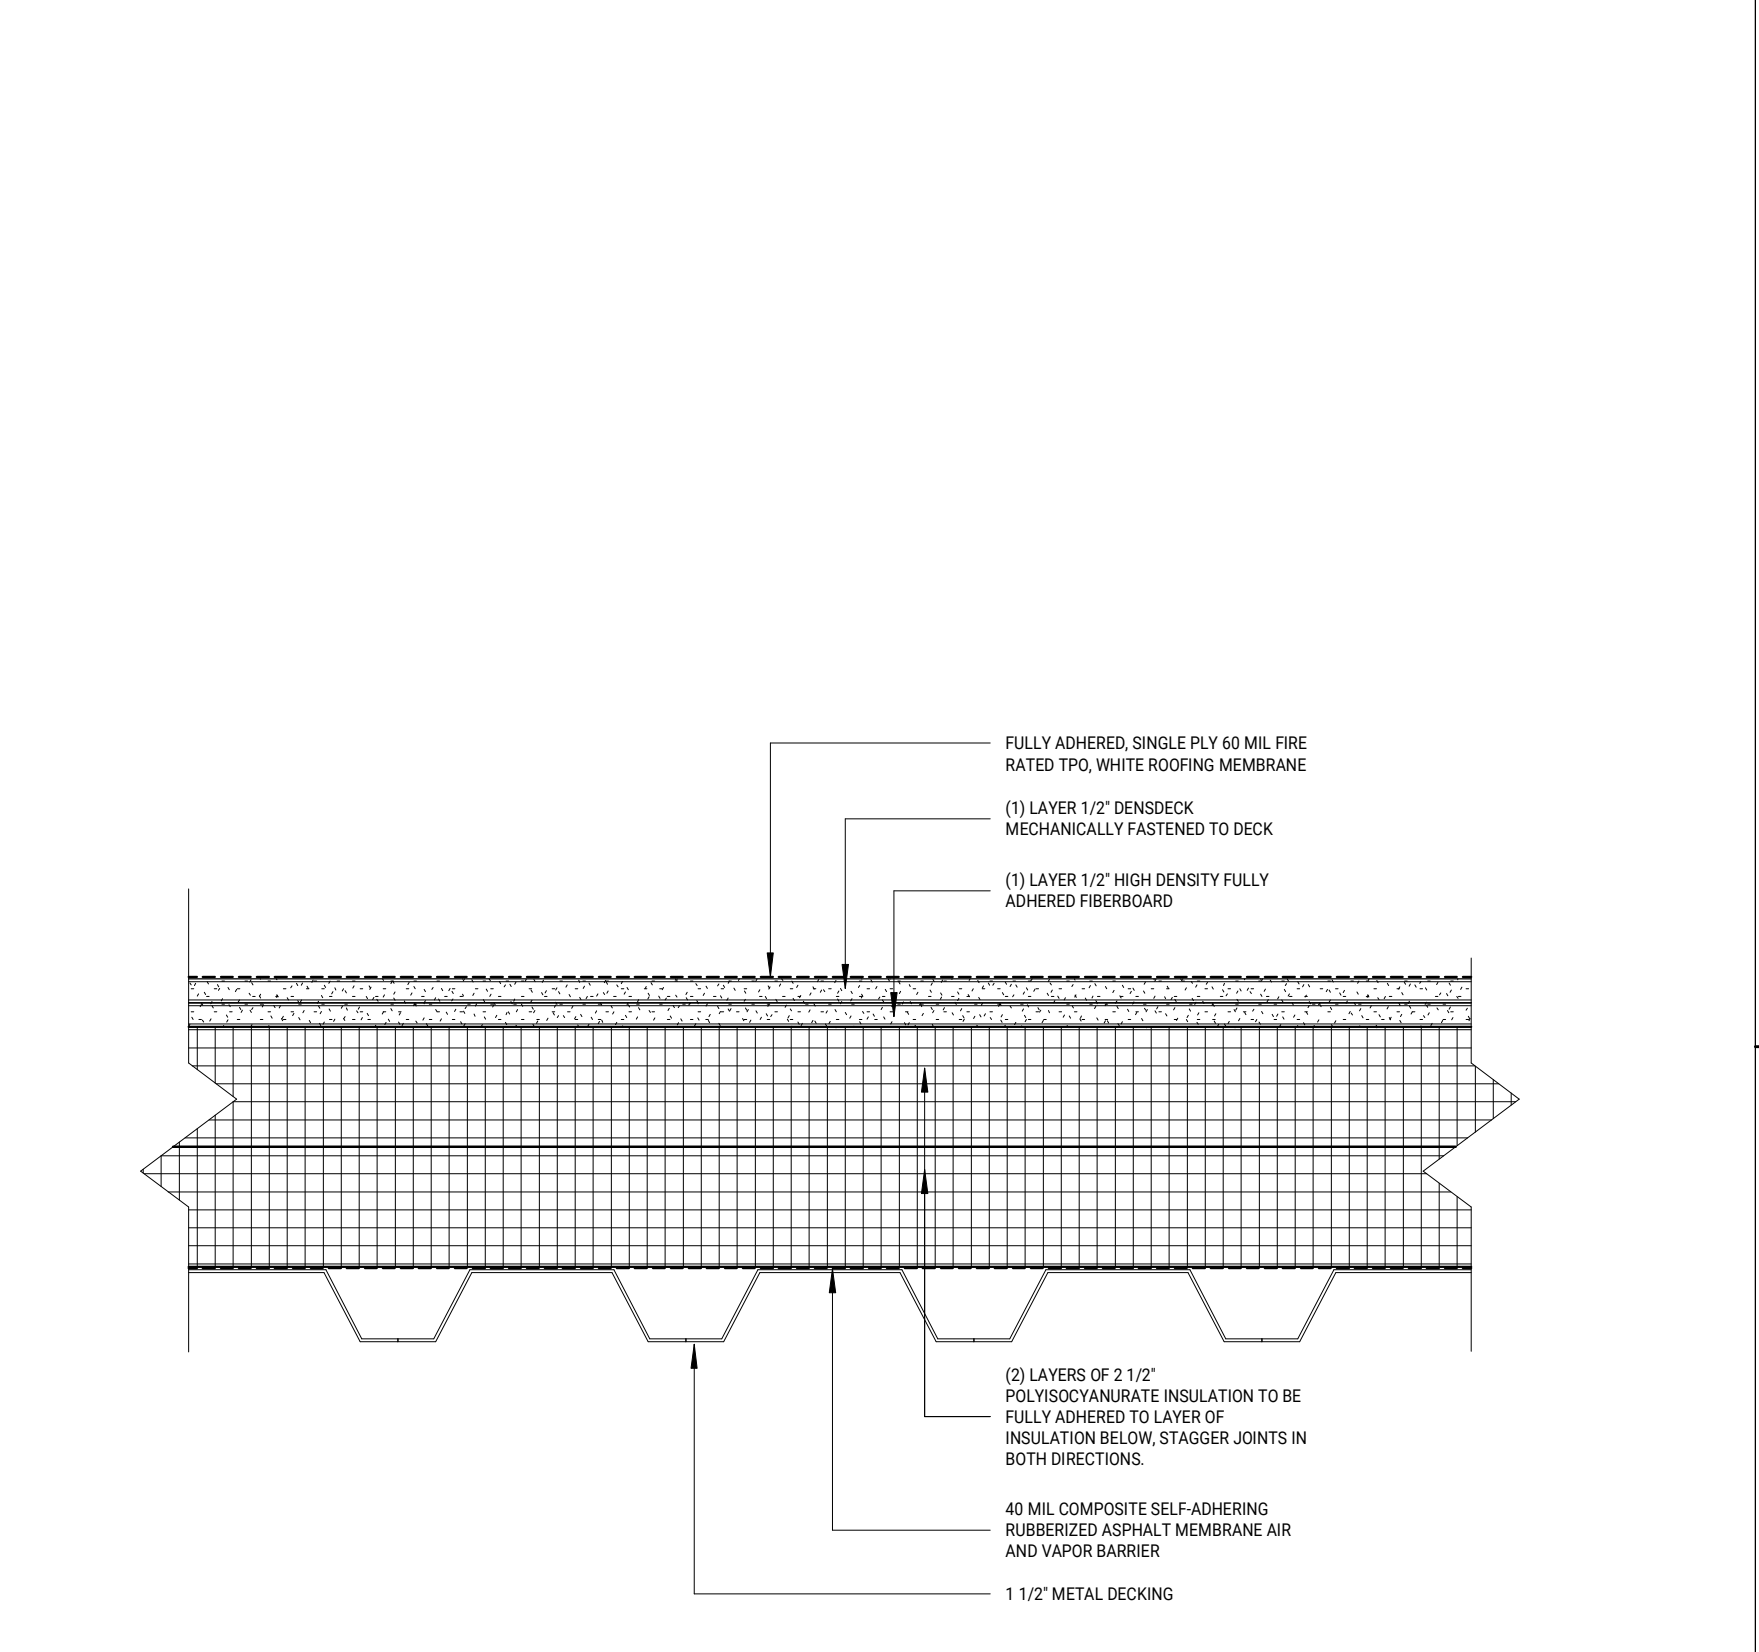 FULLY ADHERED, SINGLE PLY 60 MIL FIRE
RATED TPO, WHITE ROOFING MEMBRANE
(1) LAYER 1/2" DENSDECK
MECHANICALLY FASTENED TO DECK
(1) LAYER 1/2" HIGH DENSITY FULLY
ADHERED FIBERBOARD
(2) LAYERS OF 2 1/2"
POLYISOCYANURATE INSULATION TO BE
FULLY ADHERED TO LAYER OF
INSULATION BELOW, STAGGER JOINTS IN
BOTH DIRECTIONS.
40 MIL COMPOSITE SELF-ADHERING
RUBBERIZED ASPHALT MEMBRANE AIR
AND VAPOR BARRIER
1 1/2" METAL DECKING